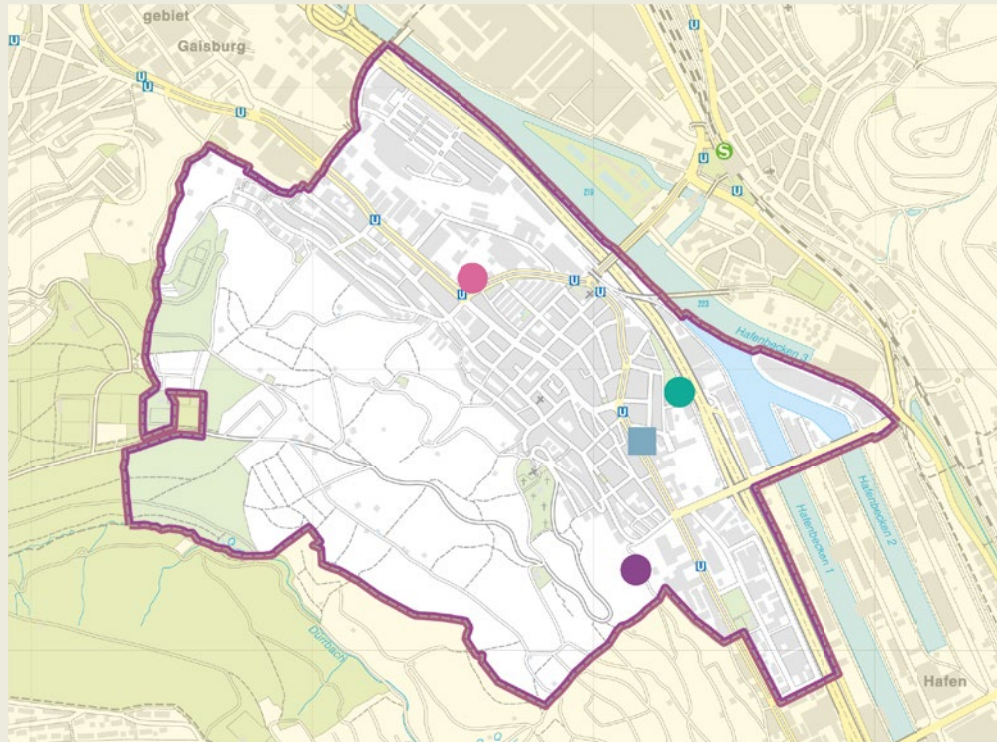 gebiet
Gaisburg
U
U
U
U
U
U
S
U
U
219
U
U
U
U
223
Hafenbecken 3
U
Hafenbecken 1
Hafenbecken 2
U
Q
Dürrbach
Hafen
Q
Q